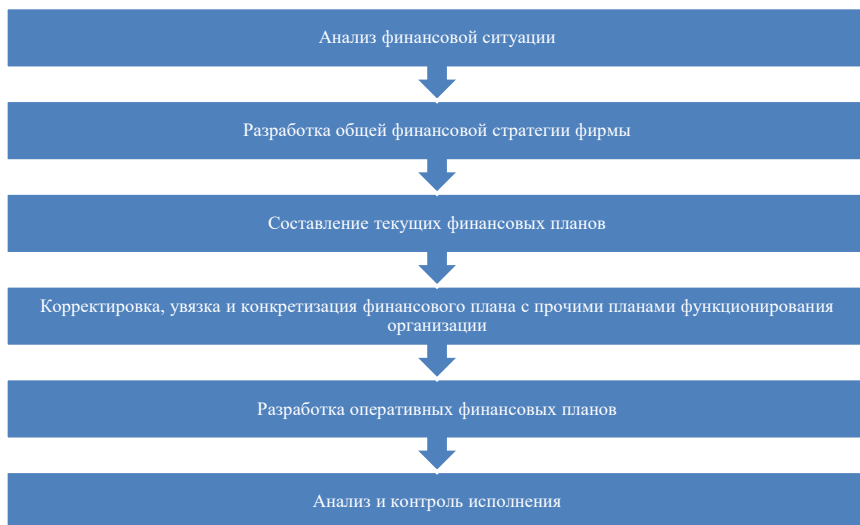 Анализ финансовой ситуации
Разработка общей финансовой стратегии фирмы
Составление текущих финансовых планов
Корректировка, увязка и конкретизация финансового плана с прочими планами функционирования
организации
Разработка оперативных финансовых планов
Анализ и контроль исполнения